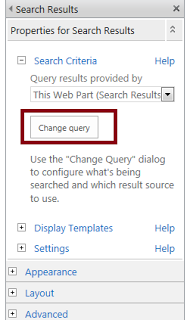 Search Results
Properties for Search Results
Search Criteria Help
Query results provided by
This Web Part (Search Results
Change query
Use the "Change Query" dialog
to configure what's being
searched and which result source
to use.
Display Templates Help
Settings Help
Appearance
Layout
Advanced